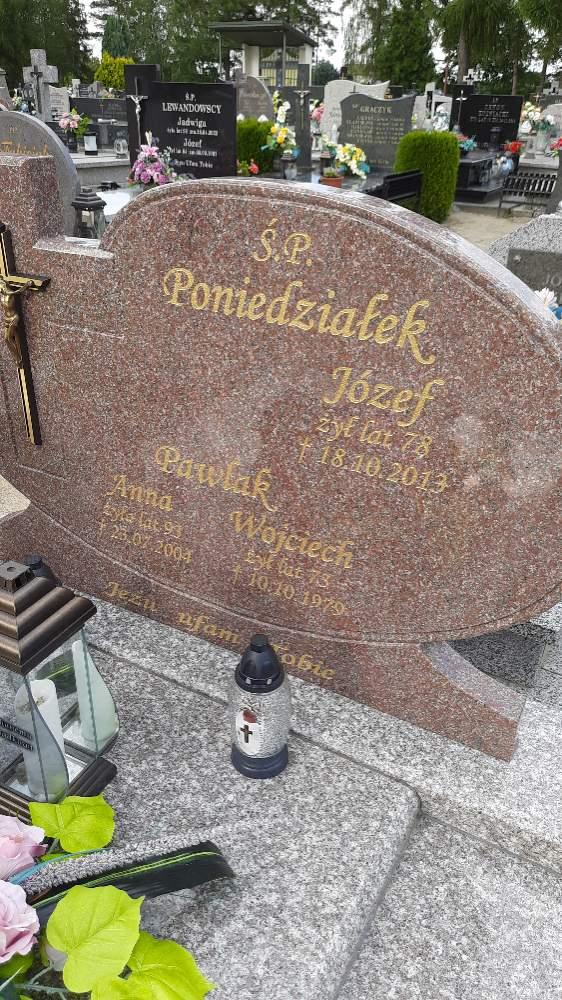 Ś.P.
Poniedziałek
Józef
żył lat 78
† 18.10.2013
Pawlak
Anna
żyła lat 93
† 23.07.2004
Wojciech
żył lat 73
† 10.10.1979
Jezu ufam Tobie
Ś.P.
LEWANDOWSCY
Jadwiga
Józef
GRACZYK